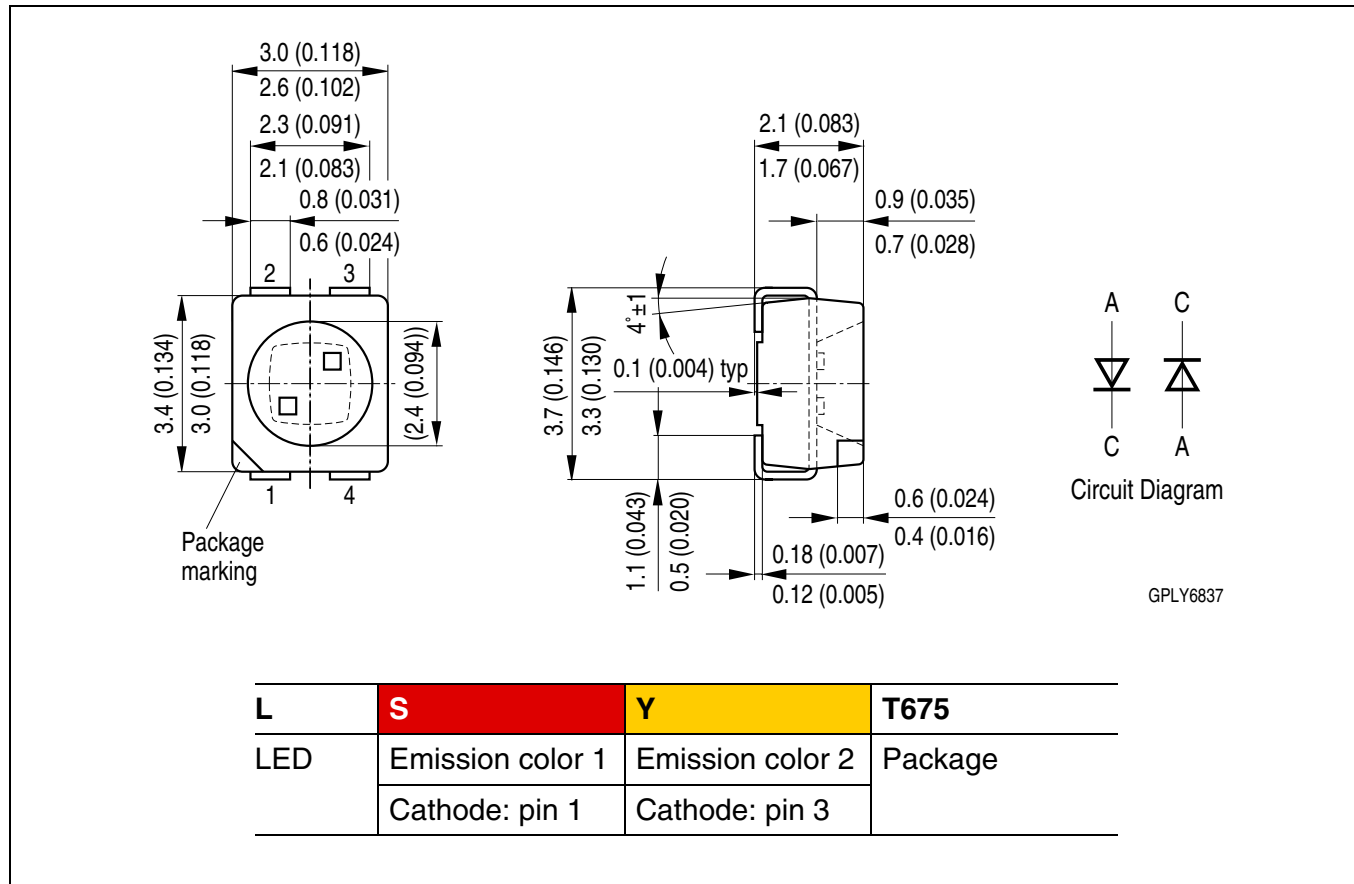 3.0 (0.118)
2.6 (0.102)
2.3 (0.091)
2.1 (0.083)
0.8 (0.031)
0.6 (0.024)
2 3
3.4 (0.134)
3.0 (0.118)
(2.4 (0.094))
1 4
Package
marking
2.1 (0.083)
1.7 (0.067)
0.9 (0.035)
0.7 (0.028)
4°±1
0.1 (0.004) typ
3.7 (0.146)
3.3 (0.130)
1.1 (0.043)
0.5 (0.020)
0.6 (0.024)
0.4 (0.016)
0.18 (0.007)
0.12 (0.005)
A C
C A
Circuit Diagram
GPLY6837
L S Y T675
LED Emission color 1 Emission color 2 Package
Cathode: pin 1 Cathode: pin 3